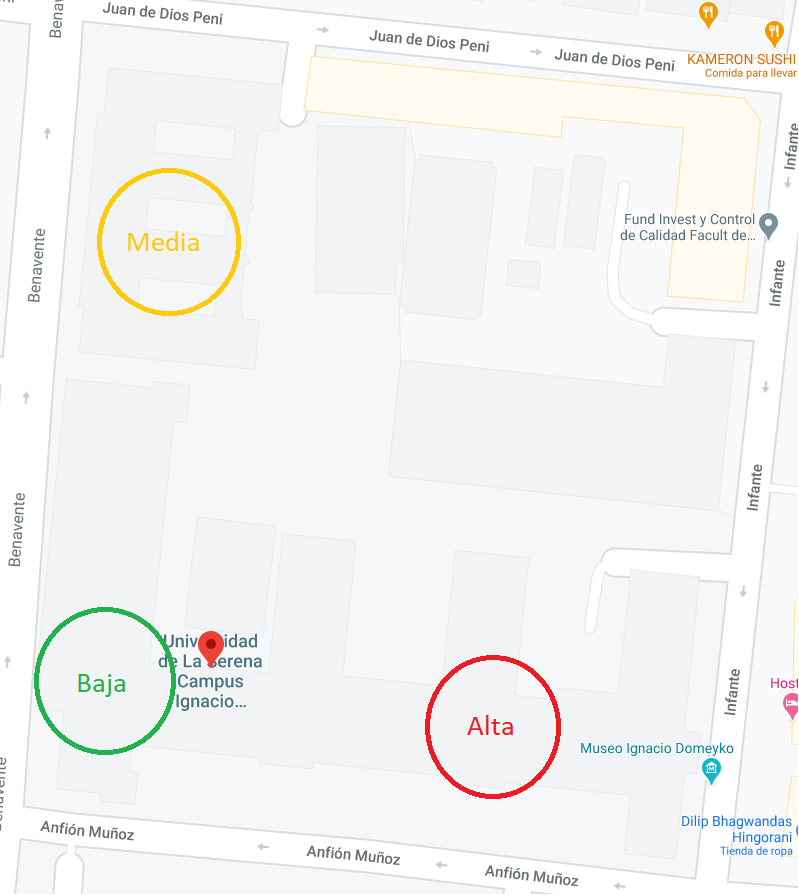 Juan de Dios Peni
Juan de Dios Peni
Juan de Dios Peni
Benav
KAMERON SUSHI
Comida para llevar
Infante
Fund Invest y Control
de Calidad Facult de...
Media
Benavente
Infante
Infante
Benavente
Universidad
de La Serena
Campus
Ignacio...
Baja
Alta
Infante
Host
Museo Ignacio Domeyko
Benavente
Dilip Bhagwandas
Hingorani
Tienda de ropa
Anfión Muñoz
Anfión Muñoz
Anfión Muñoz